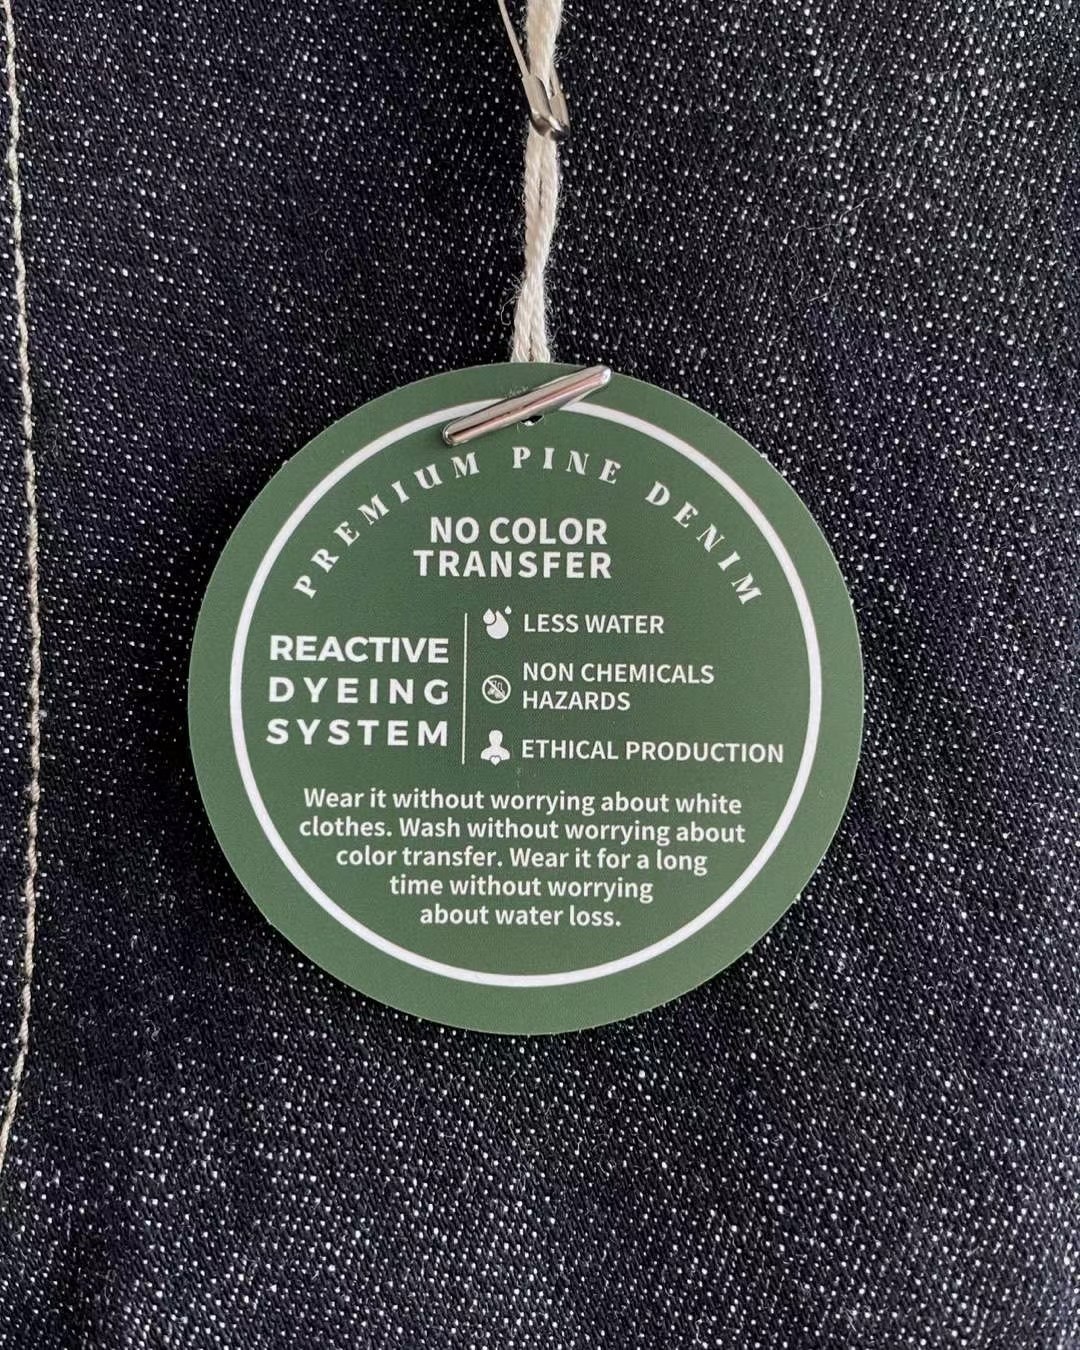 PREMIUM PINE DENIM
NO COLOR
TRANSFER
REACTIVE
DYEING
SYSTEM
LESS WATER
NON CHEMICALS
HAZARDS
ETHICAL PRODUCTION
Wear it without worrying about white
clothes. Wash without worrying about
color transfer. Wear it for a long
time without worrying
about water loss.